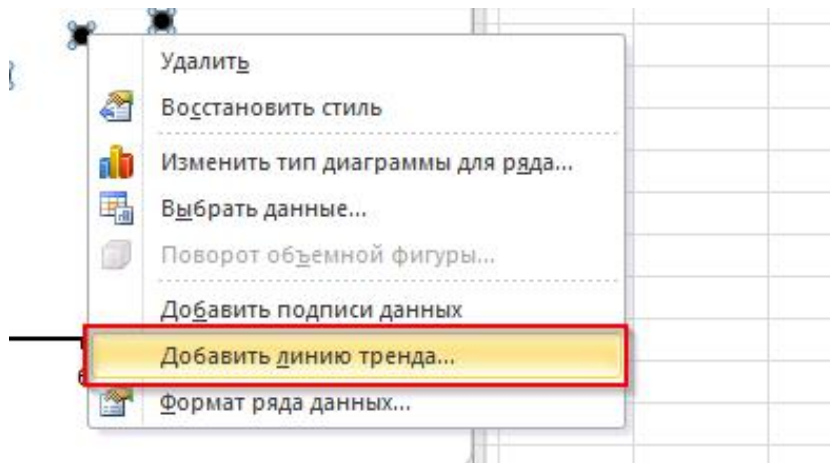 Удалить
Восстановить стиль
Изменить тип диаграммы для ряда...
Выбрать данные...
Поворот объемной фигуры...
Добавить подписи данных
Добавить линию тренда...
Формат ряда данных...